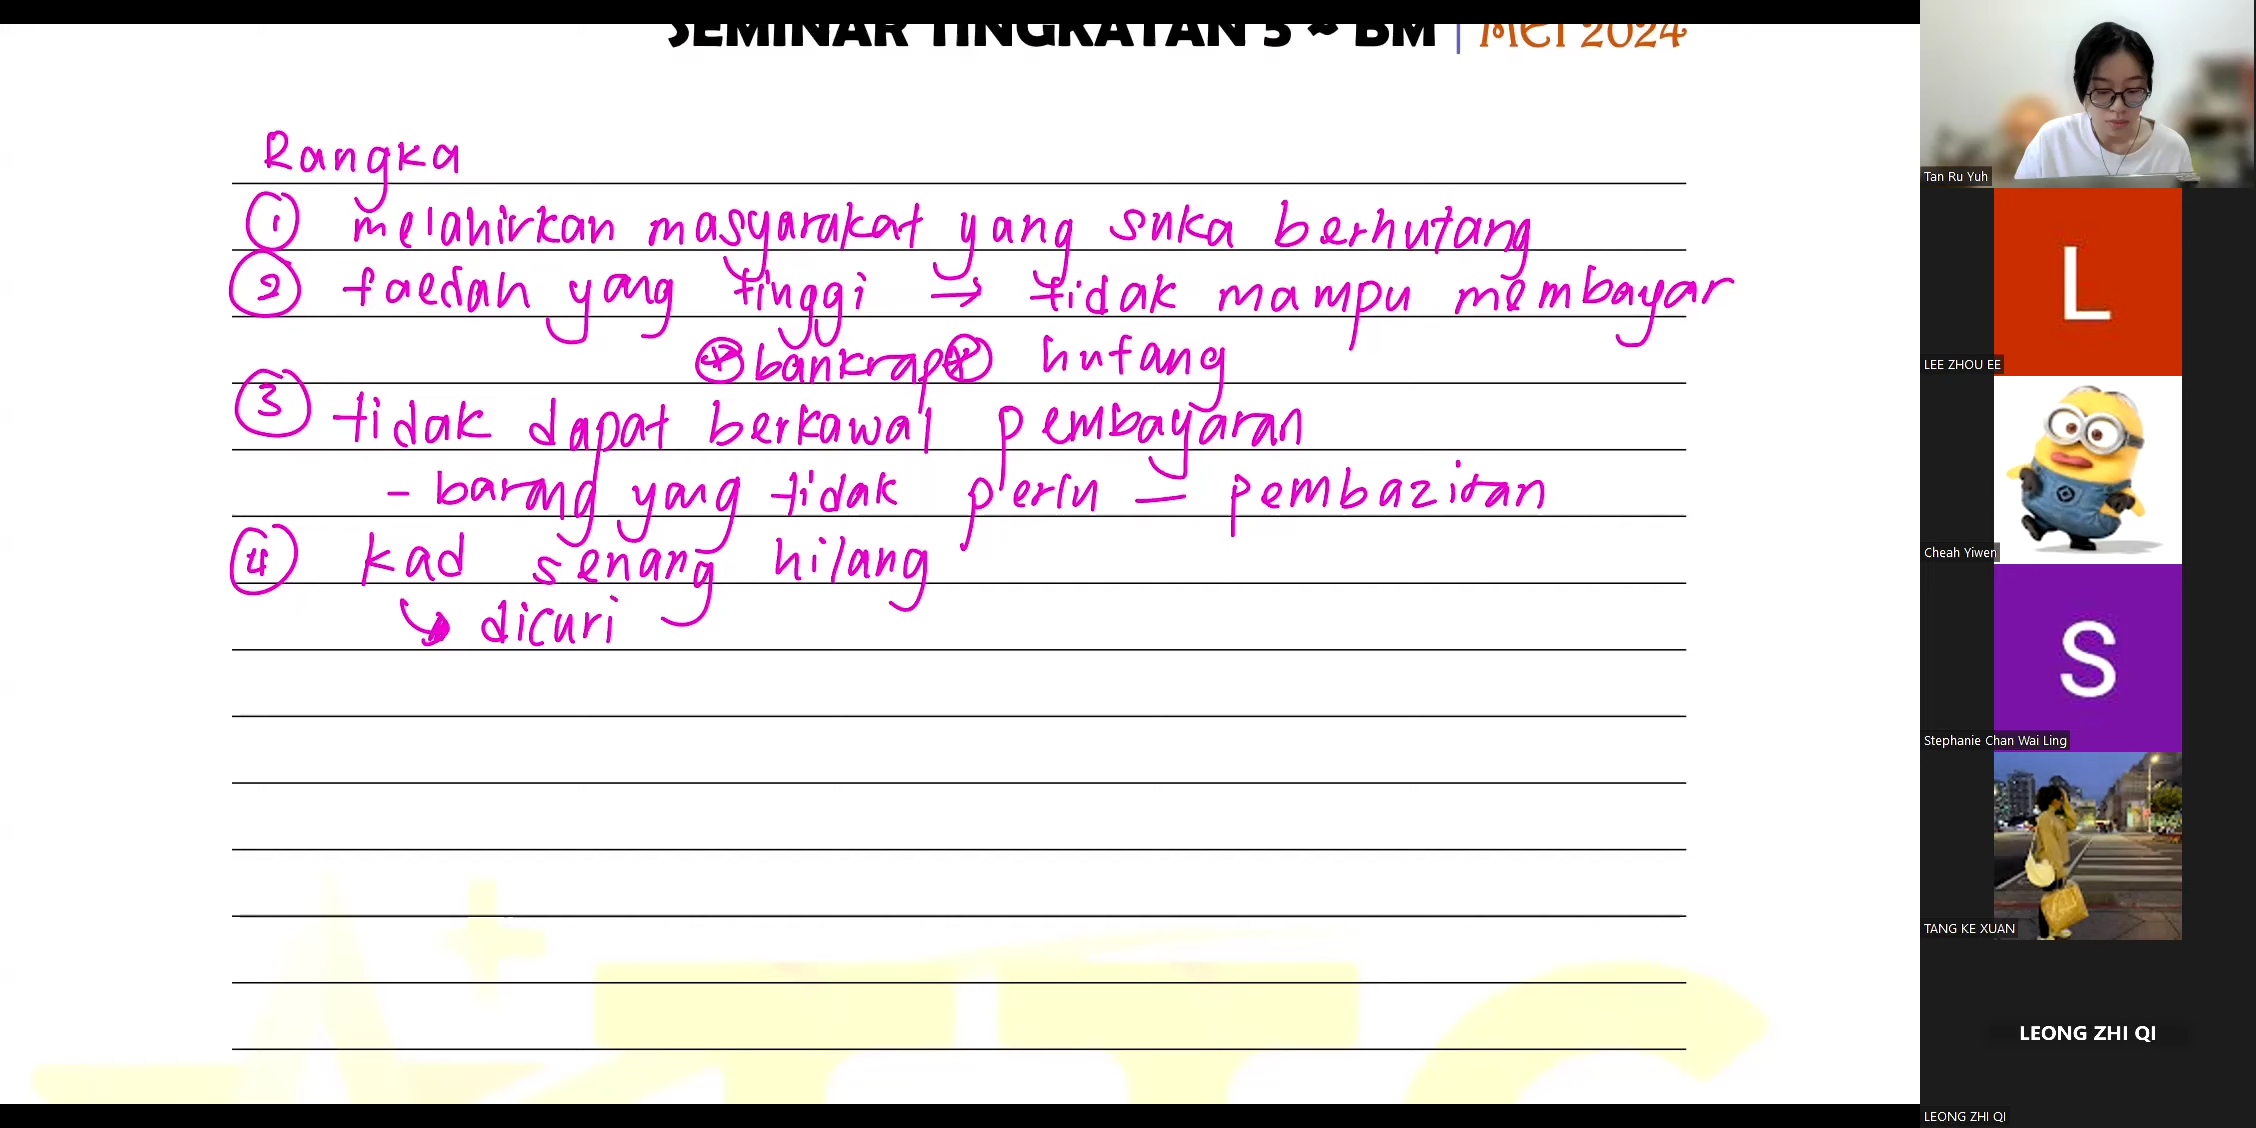 SEMINAR TINGKATAN 5 ~ BM | MEI 2024
Rangka
① melahirkan masyarakat yang suka berhutang
② faedah yang tinggi → tidak mampu membayar
bankrap hutang
③ tidak dapat berkawal pembayaran
- barang yang tidak perlu - pembaziran
④ kad senang hilang
↳ dicuri
Tan Ru Yuh
L
LEE ZHOU EE
Cheah Yiwen
S
Stephanie Chan Wai Ling
TANG KE XUAN
LEONG ZHI QI
LEONG ZHI QI